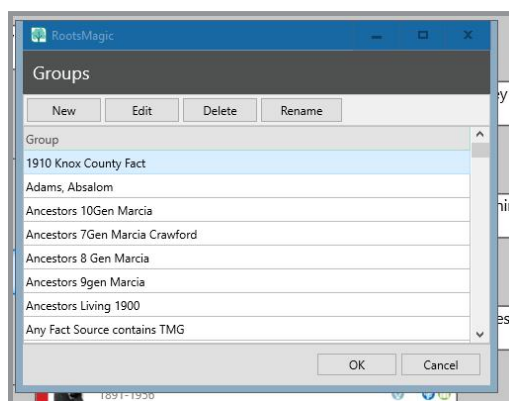 RootsMagic
Groups
New Edit Delete Rename
Group
1910 Knox County Fact
Adams, Absalom
Ancestors 10Gen Marcia
Ancestors 7Gen Marcia Crawford
Ancestors 8 Gen Marcia
Ancestors 9gen Marcia
Ancestors Living 1900
Any Fact Source contains TMG
OK Cancel
1891-1956